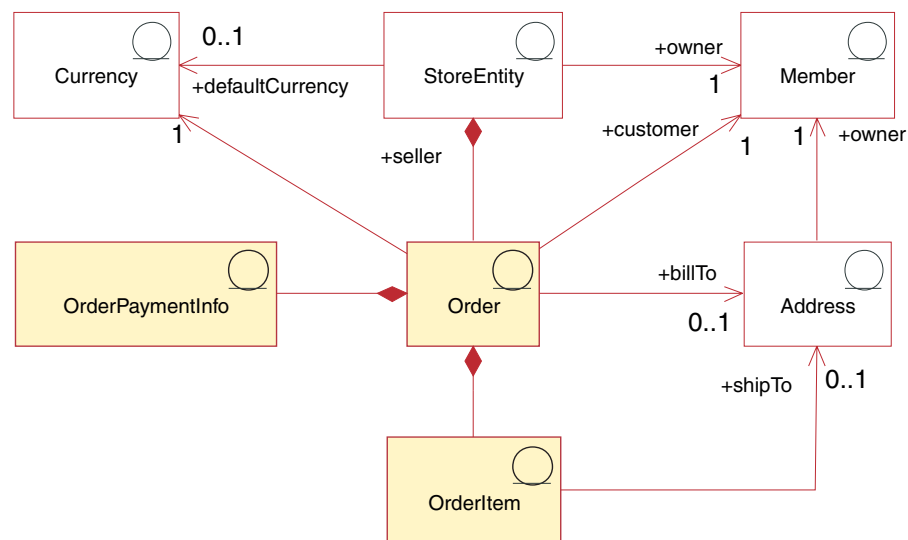 Currency
0..1
+defaultCurrency
StoreEntity
+owner
1
Member
1
+seller
+customer
1
1
+owner
OrderPaymentInfo
Order
+billTo
0..1
Address
+shipTo
0..1
OrderItem